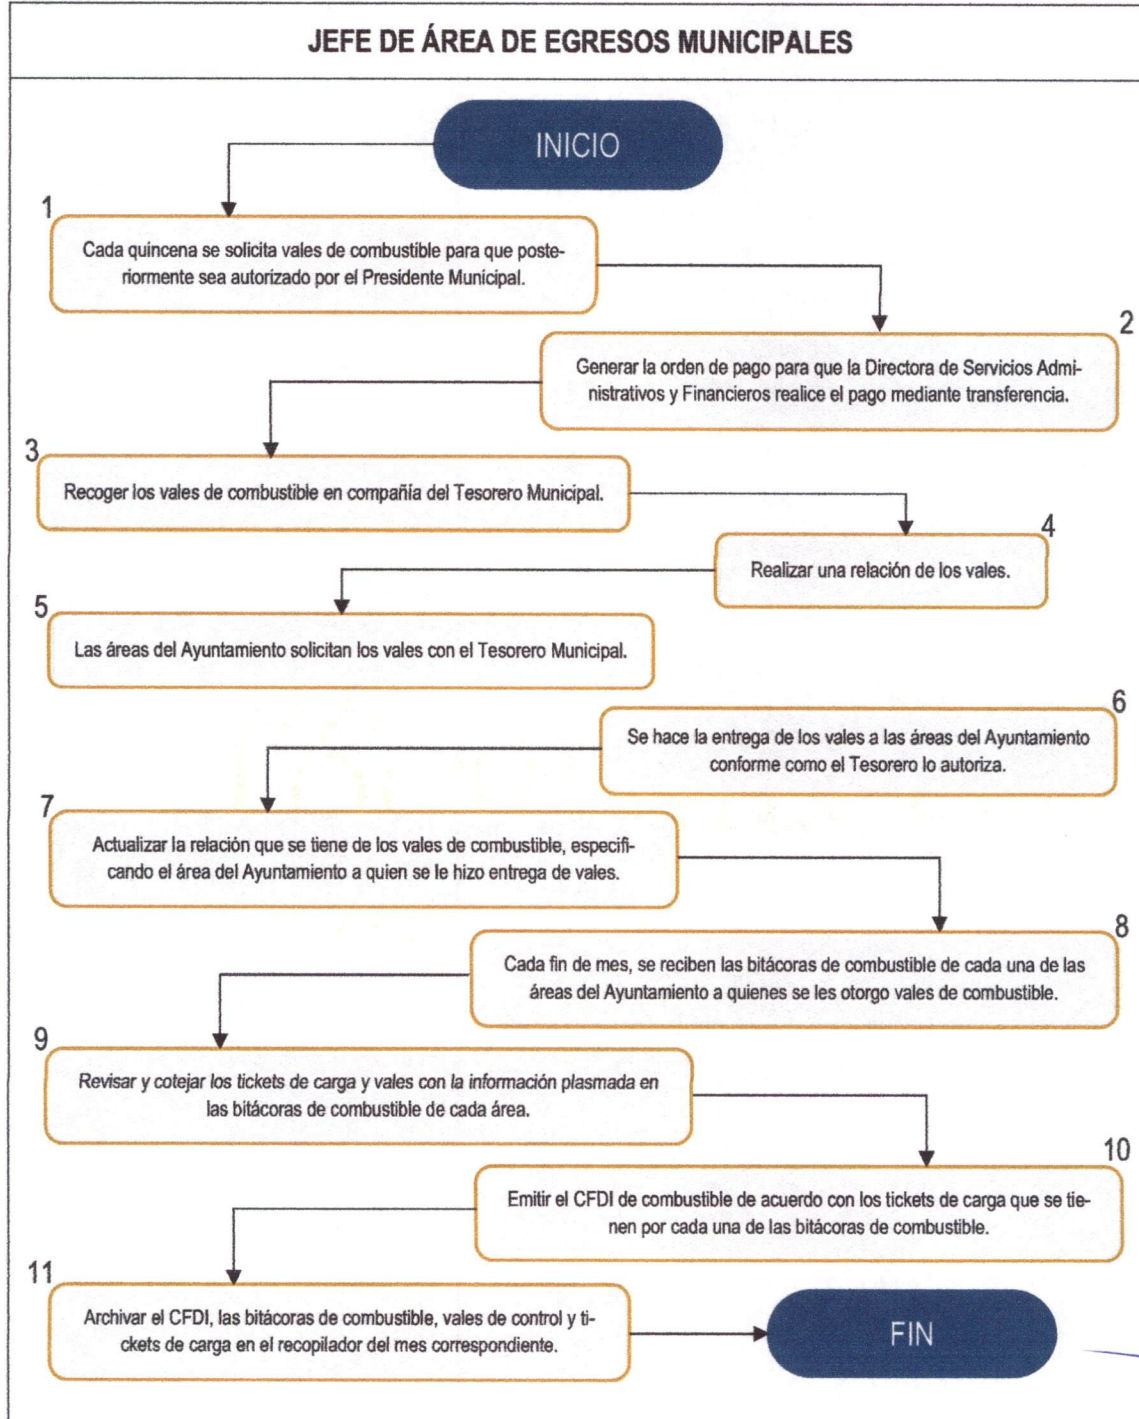 JEFE DE ÁREA DE EGRESOS MUNICIPALES
INICIO
1
Cada quincena se solicita vales de combustible para que poste-
riormente sea autorizado por el Presidente Municipal.
2
Generar la orden de pago para que la Directora de Servicios Admi-
nistrativos y Financieros realice el pago mediante transferencia.
3
Recoger los vales de combustible en compañía del Tesorero Municipal.
4
Realizar una relación de los vales.
5
Las áreas del Ayuntamiento solicitan los vales con el Tesorero Municipal.
6
Se hace la entrega de los vales a las áreas del Ayuntamiento
conforme como el Tesorero lo autoriza.
7
Actualizar la relación que se tiene de los vales de combustible, especifi-
cando el área del Ayuntamiento a quien se le hizo entrega de vales.
8
Cada fin de mes, se reciben las bitácoras de combustible de cada una de las
áreas del Ayuntamiento a quienes se les otorgo vales de combustible.
9
Revisar y cotejar los tickets de carga y vales con la información plasmada en
las bitácoras de combustible de cada área.
10
Emitir el CFDI de combustible de acuerdo con los tickets de carga que se tie-
nen por cada una de las bitácoras de combustible.
11
Archivar el CFDI, las bitácoras de combustible, vales de control y ti-
ckets de carga en el recopilador del mes correspondiente.
FIN